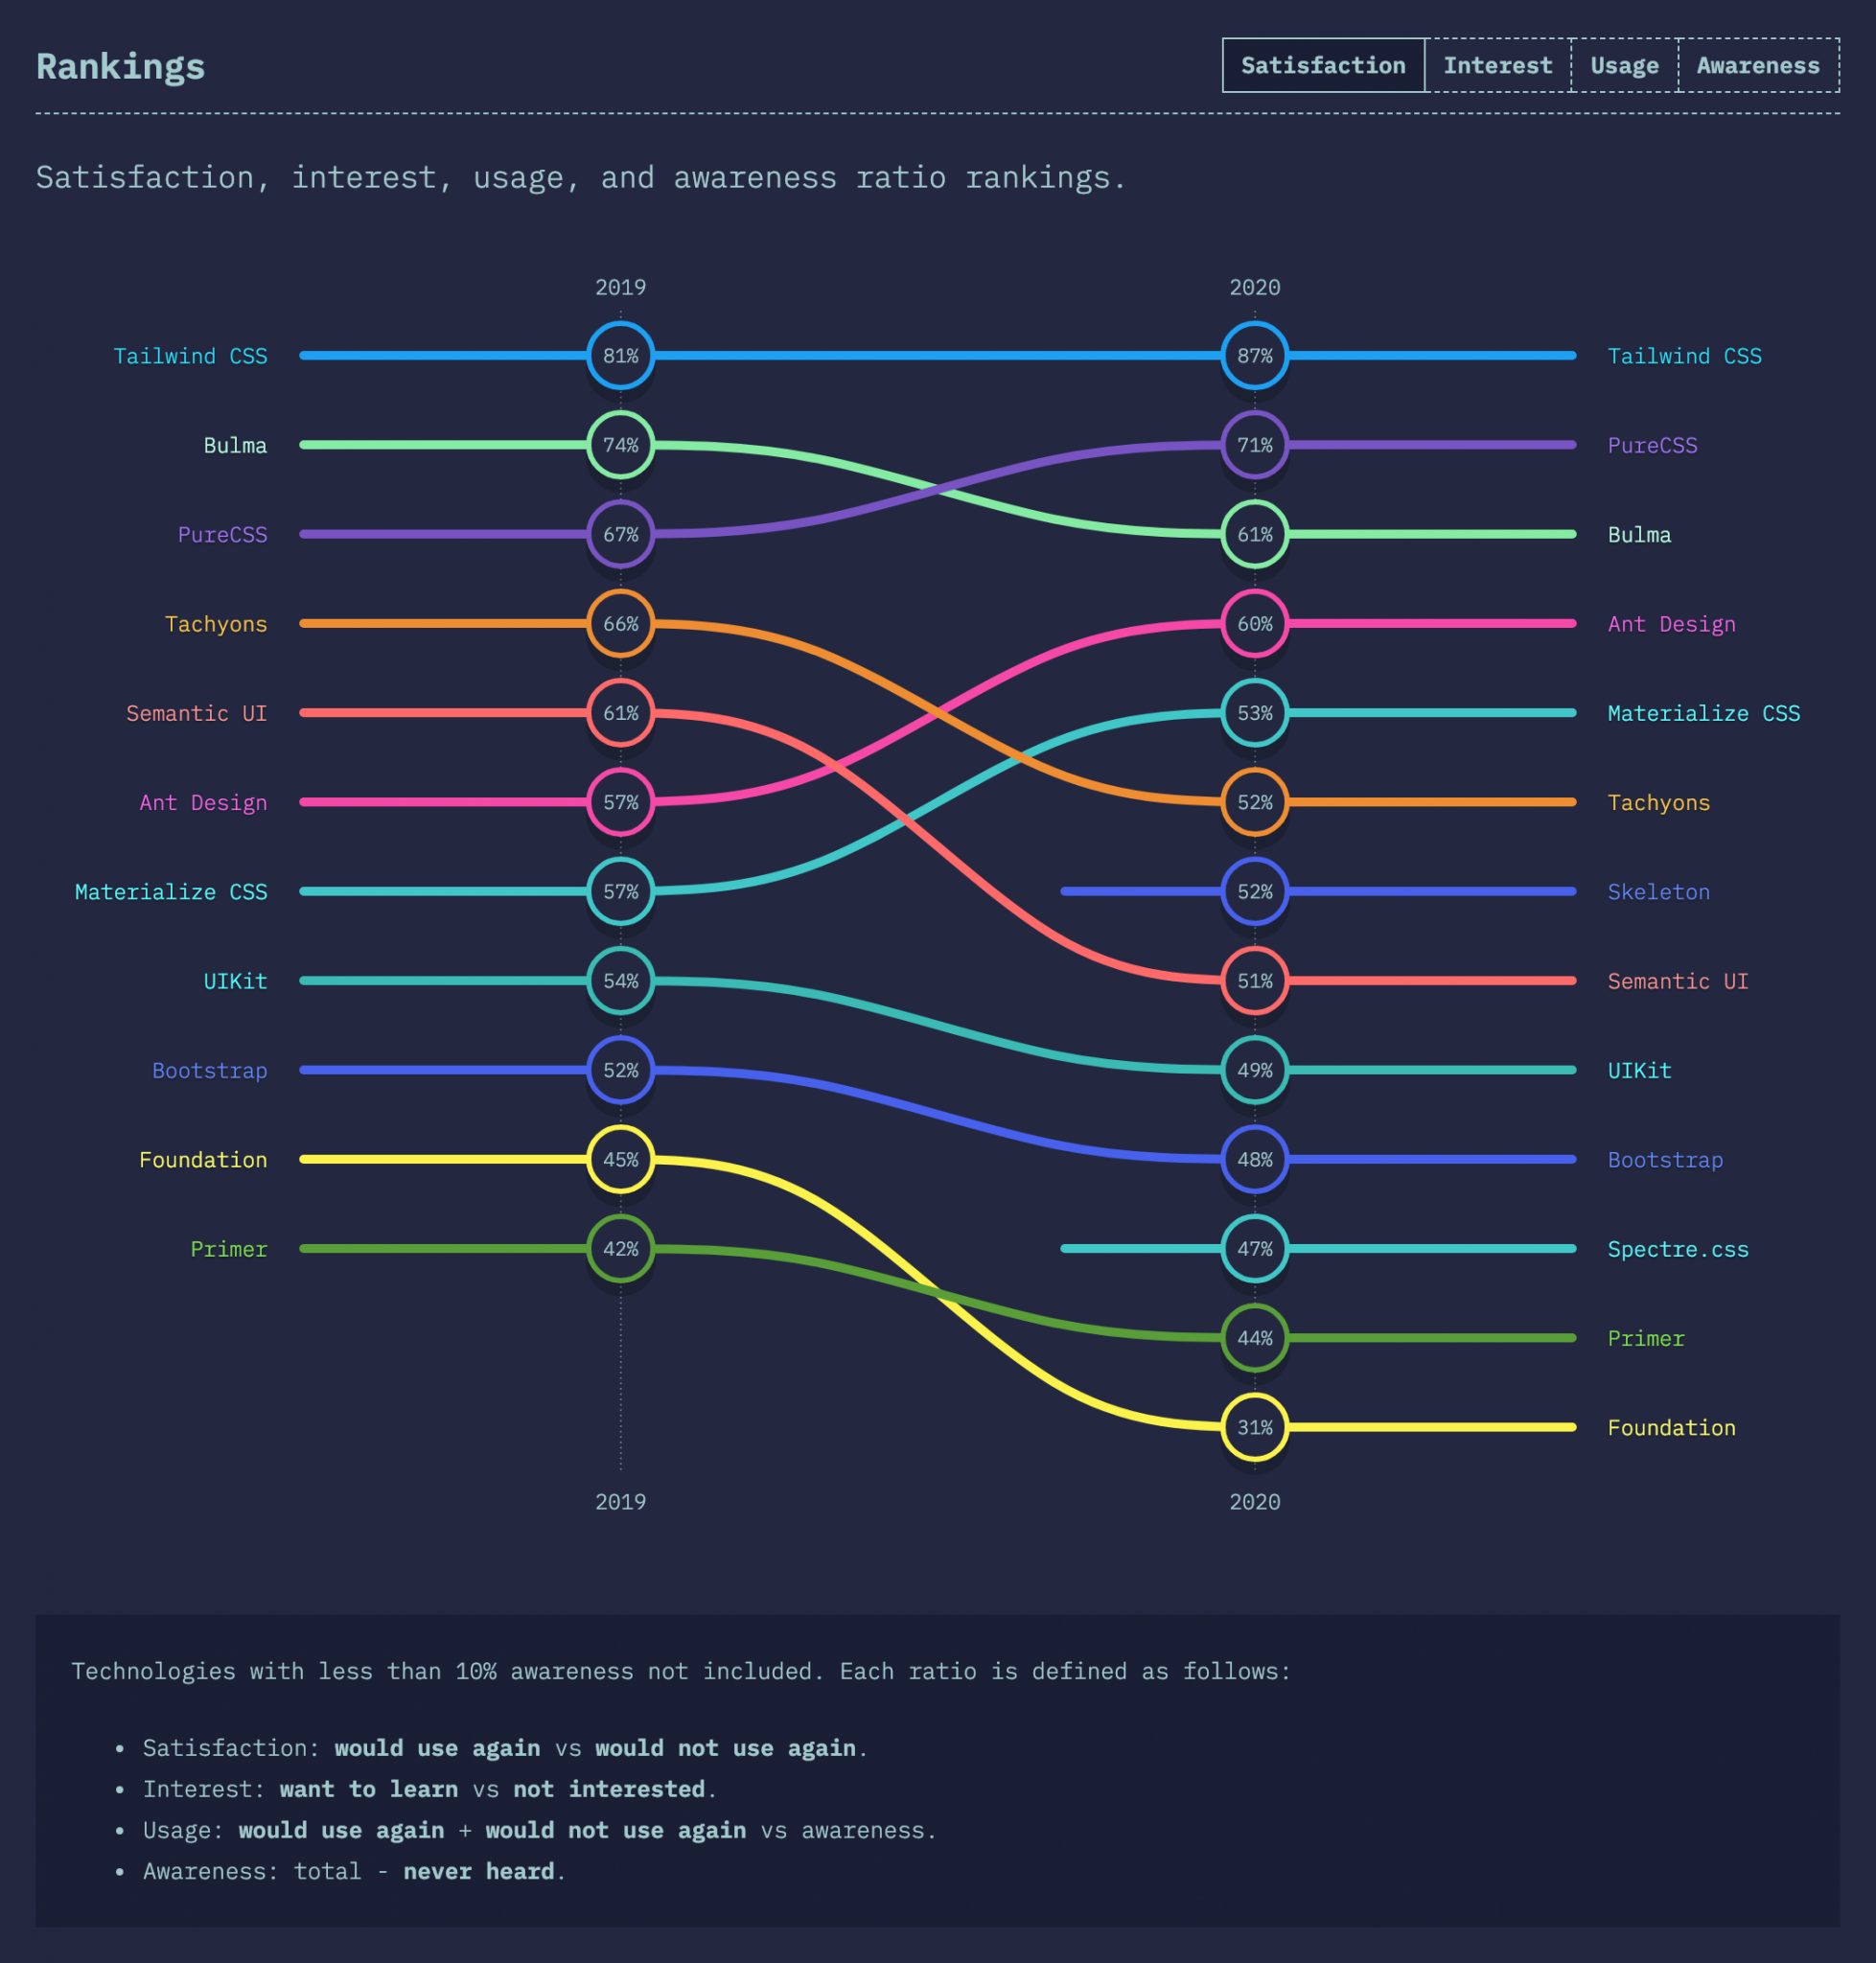 Rankings
Satisfaction Interest Usage Awareness
Satisfaction, interest, usage, and awareness ratio rankings.
2019 2020
Tailwind CSS 81% 87% Tailwind CSS
Bulma 74% 71% PureCSS
PureCSS 67% 61% Bulma
Tachyons 66% 60% Ant Design
Semantic UI 61% 53% Materialize CSS
Ant Design 57% 52% Tachyons
Materialize CSS 57% 52% Skeleton
UIKit 54% 51% Semantic UI
Bootstrap 52% 49% UIKit
Foundation 45% 48% Bootstrap
Primer 42% 47% Spectre.css
44% Primer
31% Foundation
2019 2020
Technologies with less than 10% awareness not included. Each ratio is defined as follows:
• Satisfaction: would use again vs would not use again.
• Interest: want to learn vs not interested.
• Usage: would use again + would not use again vs awareness.
• Awareness: total - never heard.